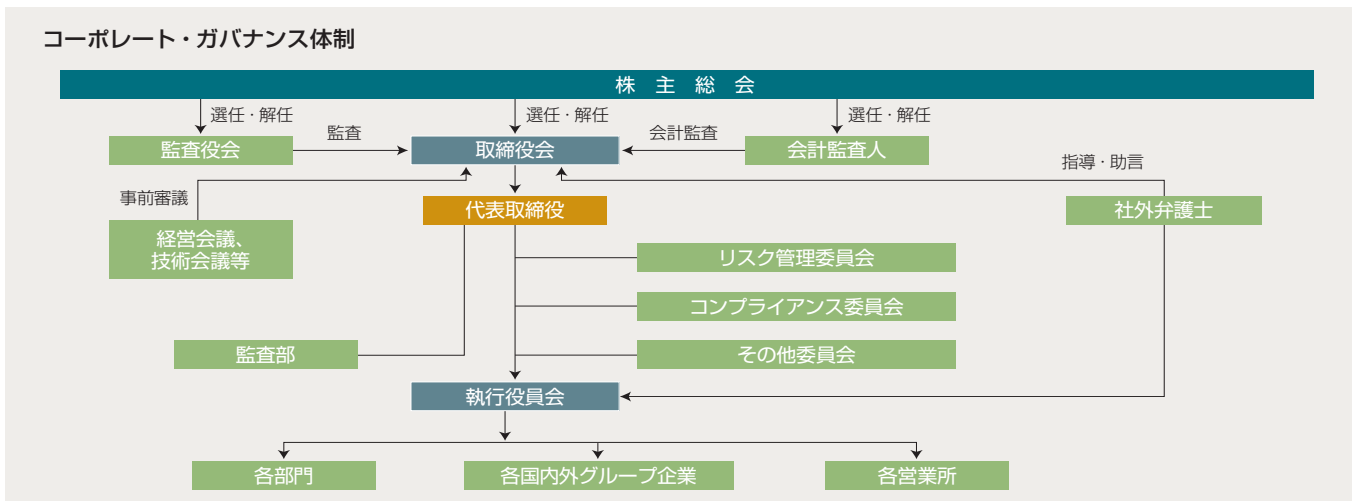 コーポレート・ガバナンス体制
株主総会
選任・解任
選任・解任
選任・解任
監査役会
監査
取締役会
会計監査
会計監査人
指導・助言
事前審議
代表取締役
社外弁護士
経営会議、
技術会議等
リスク管理委員会
コンプライアンス委員会
監査部
その他委員会
執行役員会
各部門
各国内外グループ企業
各営業所